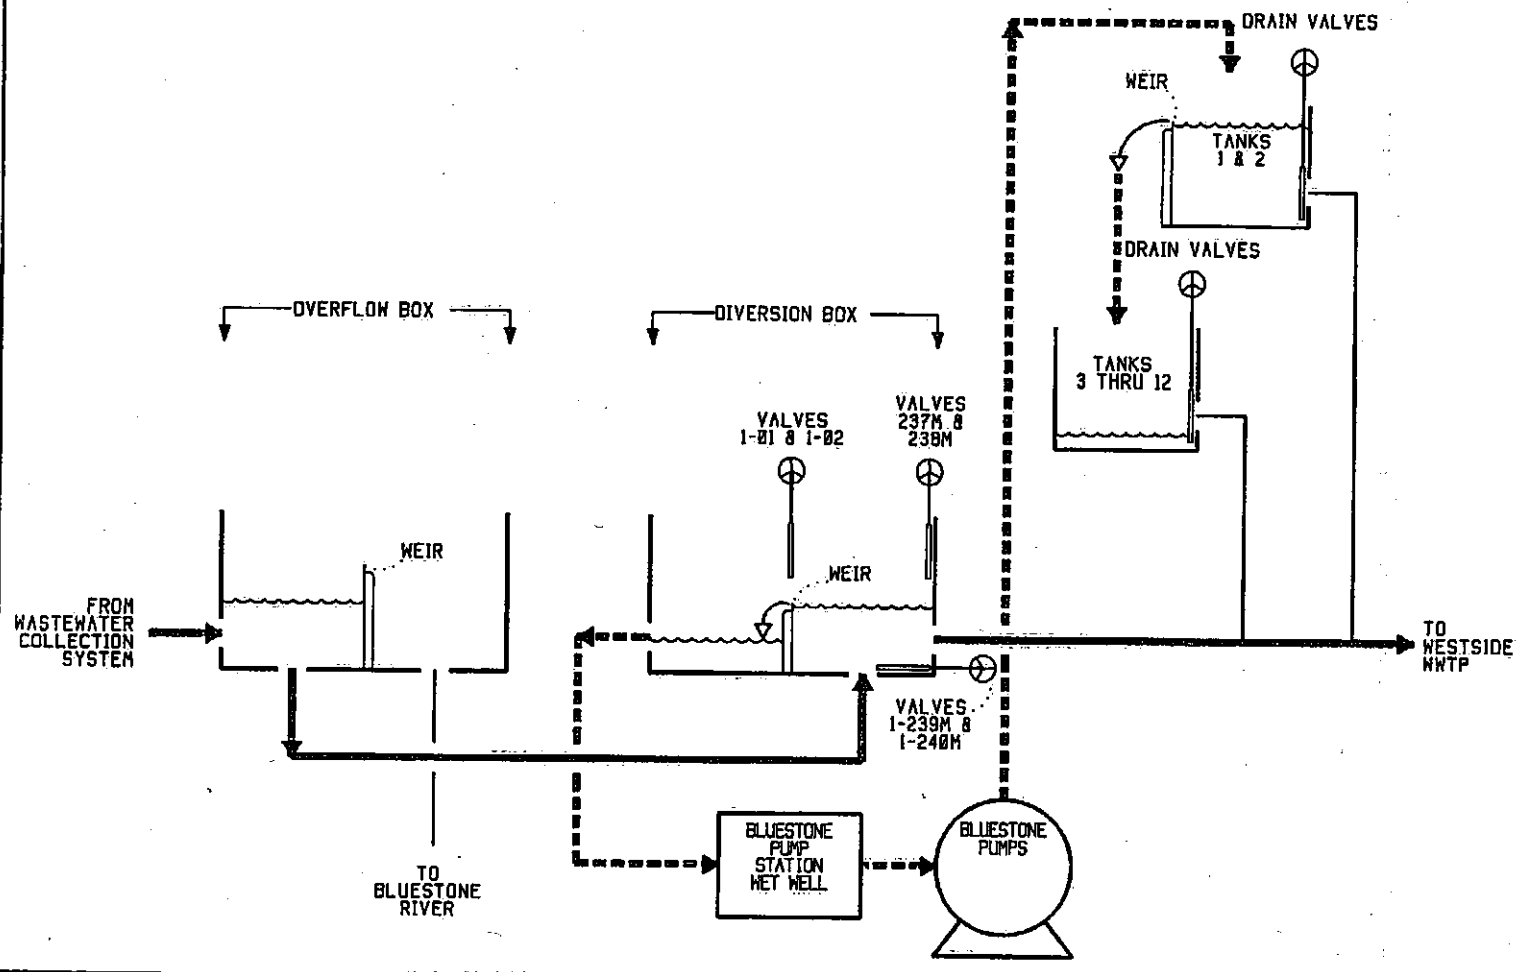 DRAIN VALVES
WEIR
TANKS
1 & 2
DRAIN VALVES
TANKS
3 THRU 12
OVERFLOW BOX
DIVERSION BOX
VALVES
1-01 & 1-02
VALVES
237M &
238M
WEIR
WEIR
FROM
WASTEWATER
COLLECTION
SYSTEM
TO
WESTSIDE
WWTP
VALVES
1-239M &
1-240M
TO
BLUESTONE
RIVER
BLUESTONE
PUMP
STATION
WET WELL
BLUESTONE
PUMPS